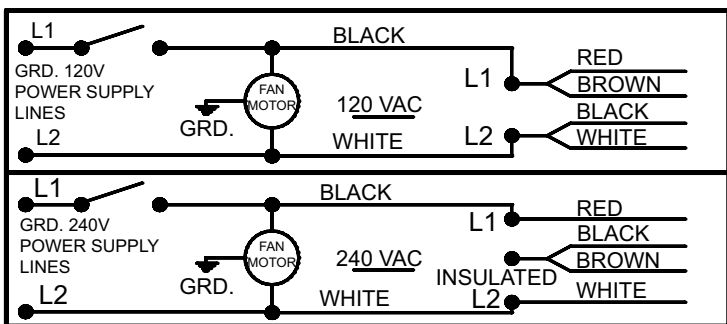 L1
BLACK
RED
GRD. 120V
POWER SUPPLY
LINES
FAN
MOTOR
L1
BROWN
120 VAC
BLACK
GRD.
L2
WHITE
L2
WHITE
L1
BLACK
RED
GRD. 240V
POWER SUPPLY
LINES
FAN
MOTOR
L1
BLACK
240 VAC
BROWN
GRD.
INSULATED
L2
WHITE
L2
WHITE